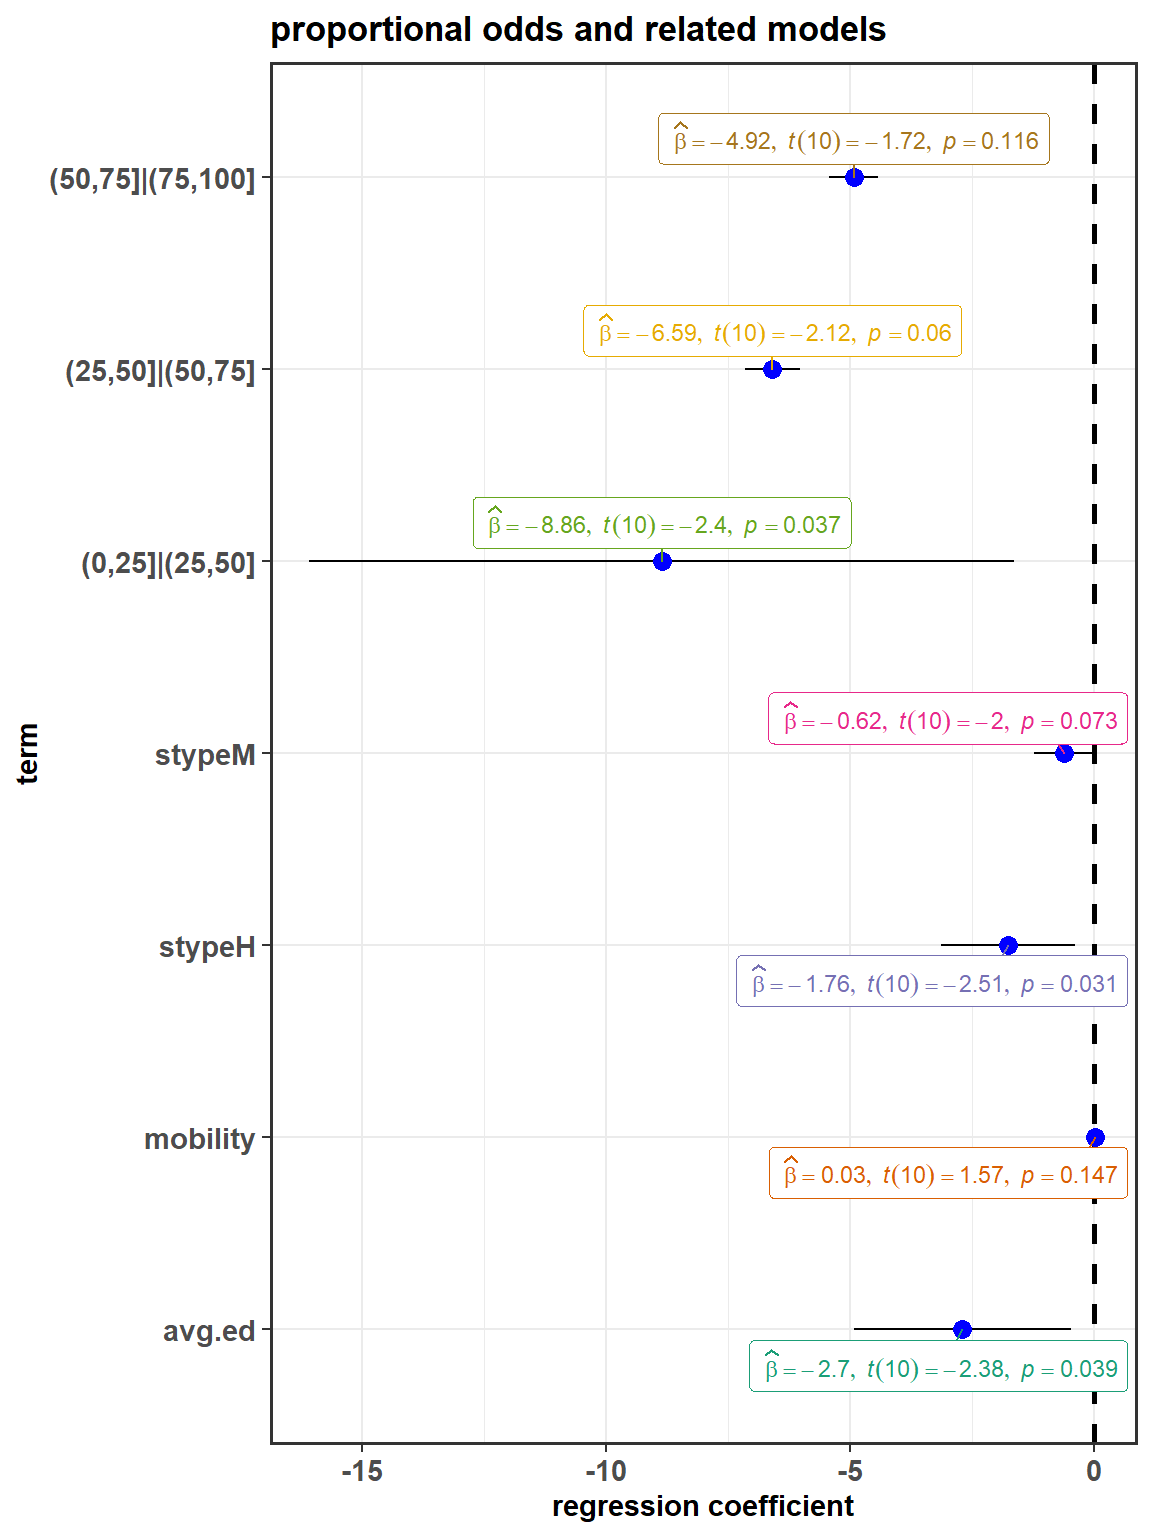 proportional odds and related models
β̂ = −4.92, t(10) = −1.72, p = 0.116
(50,75]|(75,100]
β̂ = −6.59, t(10) = −2.12, p = 0.06
(25,50]|(50,75]
β̂ = −8.86, t(10) = −2.4, p = 0.037
(0,25]|(25,50]
β̂ = −0.62, t(10) = −2, p = 0.073
stypeM
term
stypeH
β̂ = −1.76, t(10) = −2.51, p = 0.031
mobility
β̂ = 0.03, t(10) = 1.57, p = 0.147
avg.ed
β̂ = −2.7, t(10) = −2.38, p = 0.039
-15 -10 -5 0
regression coefficient